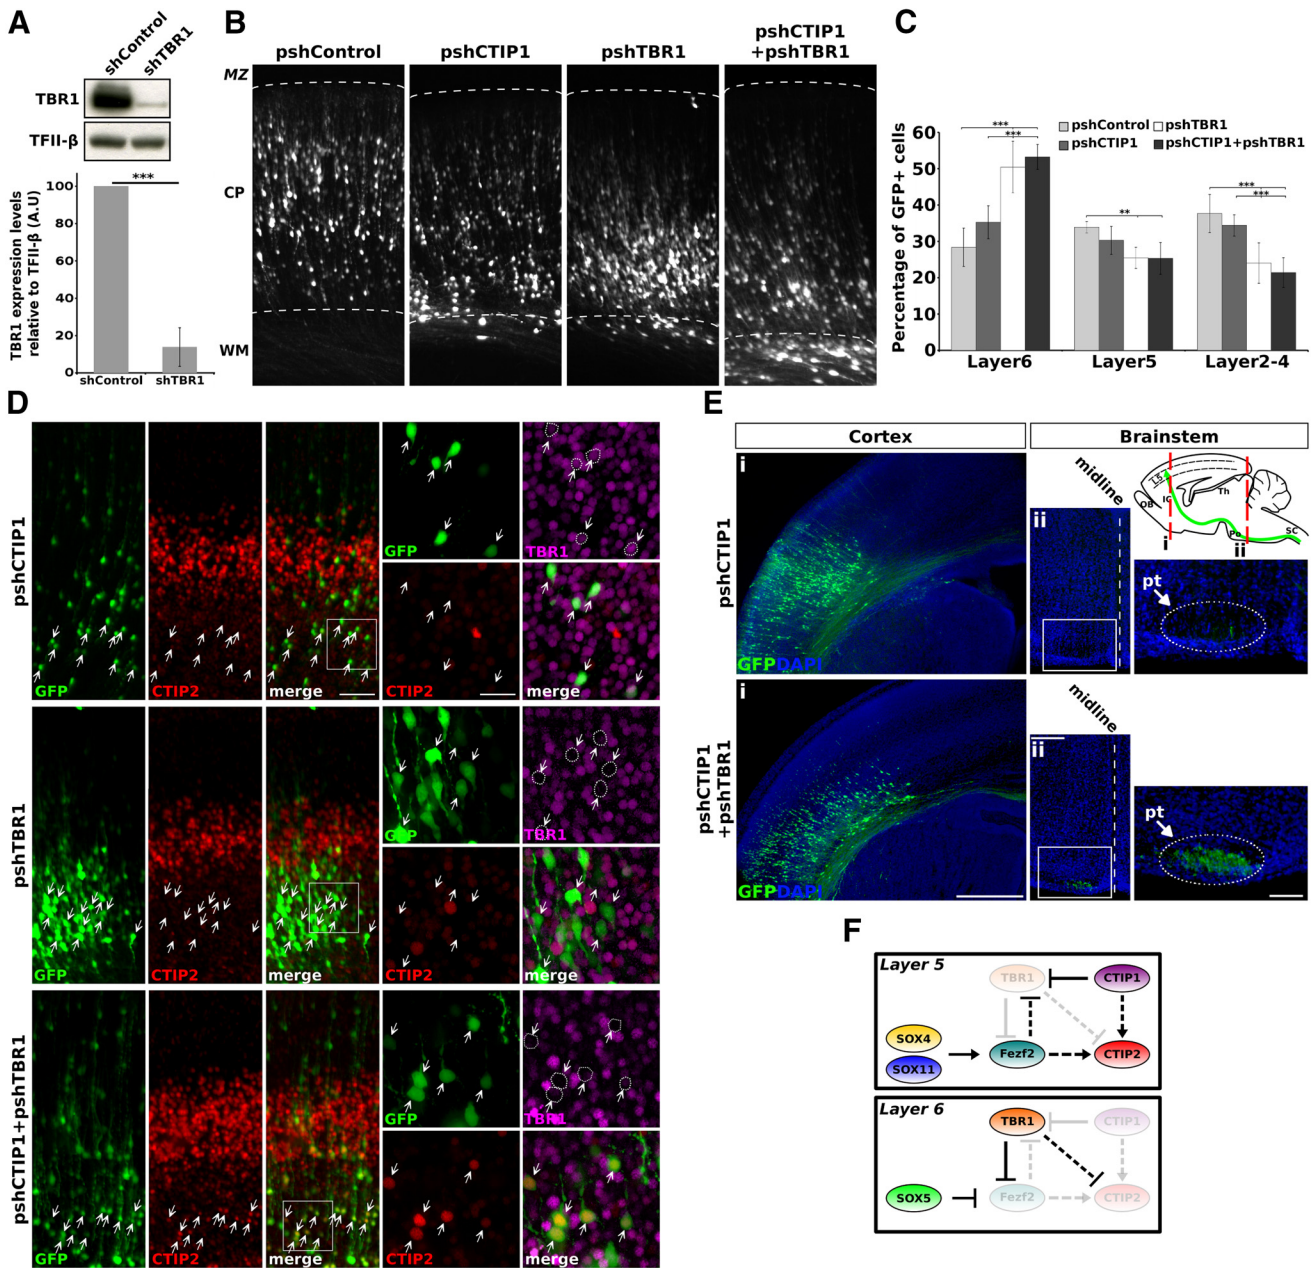 A
shControl
shTBR1
TBR1
TFII-β
TBR1 expression levels
relative to TFII-β (A.U)
***
100
80
60
40
20
0
shControl
shTBR1
B
pshControl
pshCTIP1
pshTBR1
pshCTIP1
+pshTBR1
MZ
CP
WM
C
Percentage of GFP+ cells
60
50
40
30
20
10
0
pshControl
pshTBR1
pshCTIP1
pshCTIP1+pshTBR1
***
***
**
***
***
Layer6
Layer5
Layer2-4
D
pshCTIP1
GFP
CTIP2
merge
GFP
TBR1
CTIP2
merge
pshTBR1
GFP
CTIP2
merge
GFP
TBR1
CTIP2
merge
pshCTIP1+pshTBR1
GFP
CTIP2
merge
GFP
TBR1
CTIP2
merge
E
Cortex
Brainstem
pshCTIP1
i
GFPDAPI
midline
ii
L5
OB
IC
Th
Po
SC
i
ii
pt
pshCTIP1
+pshTBR1
i
GFPDAPI
midline
ii
pt
F
Layer 5
TBR1
CTIP1
SOX4
SOX11
Fezf2
CTIP2
Layer 6
TBR1
CTIP1
SOX5
Fezf2
CTIP2